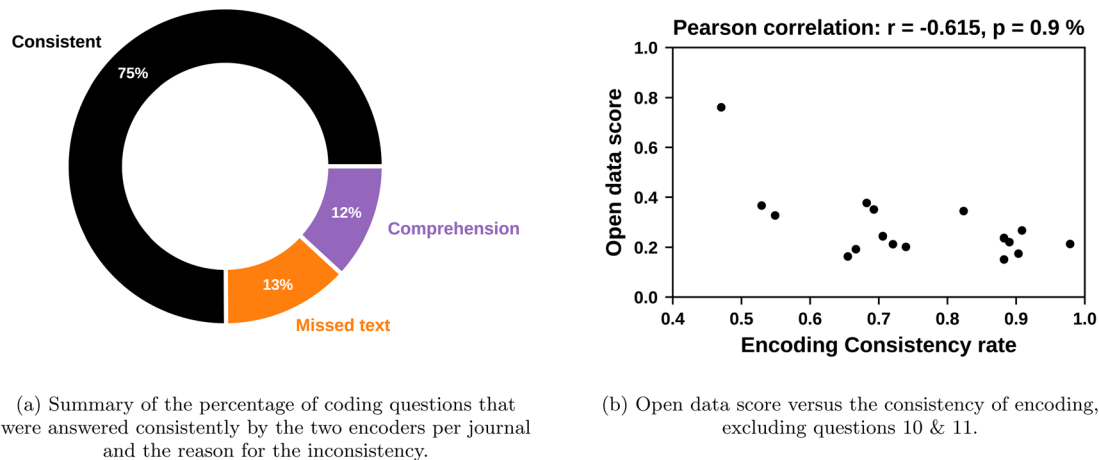 Consistent
75%
12%
Comprehension
13%
Missed text
(a) Summary of the percentage of coding questions that
were answered consistently by the two encoders per journal
and the reason for the inconsistency.
Pearson correlation: r = -0.615, p = 0.9 %
Open data score
1.0
0.8
0.6
0.4
0.2
0.0
0.4 0.5 0.6 0.7 0.8 0.9 1.0
Encoding Consistency rate
(b) Open data score versus the consistency of encoding,
excluding questions 10 & 11.